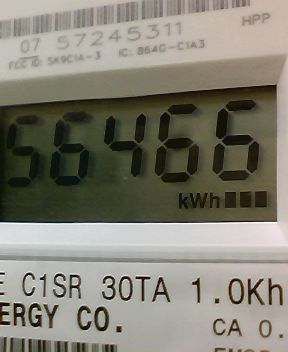 07 57245311 HPP
FCC ID: SK9C1A-3 IC: 864G-C1A3
56466
kWh
E C1SR 30TA 1.0Kh
ERGY CO. CA 0.